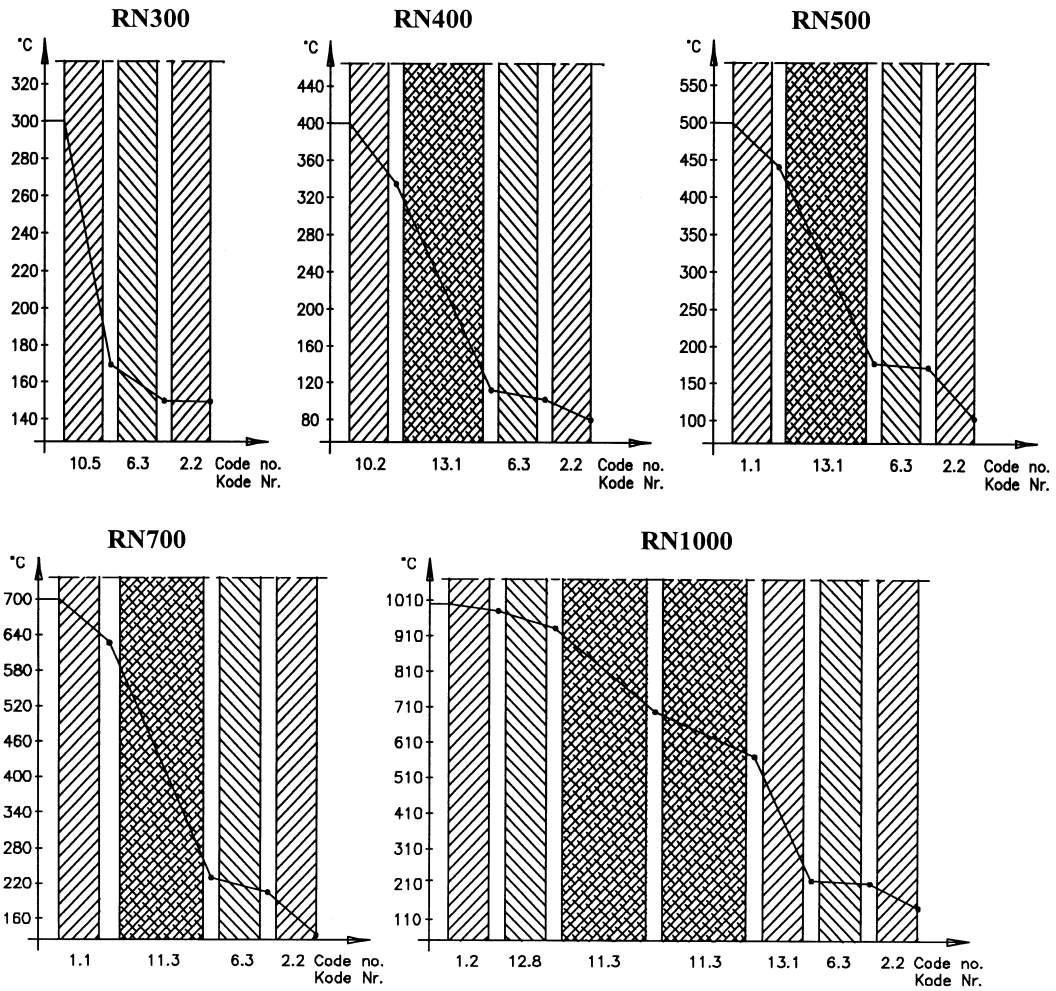 RN300
°C
320
300
280
260
240
220
200
180
160
140
10.5 6.3 2.2 Code no.
Kode Nr.
RN400
°C
440
400
360
320
280
240
200
160
120
80
10.2 13.1 6.3 2.2 Code no.
Kode Nr.
RN500
°C
550
500
450
400
350
300
250
200
150
100
1.1 13.1 6.3 2.2 Code no.
Kode Nr.
RN700
°C
700
640
580
520
460
400
340
280
220
160
1.1 11.3 6.3 2.2 Code no.
Kode Nr.
RN1000
°C
1010
910
810
710
610
510
410
310
210
110
1.2 12.8 11.3 11.3 13.1 6.3 2.2 Code no.
Kode Nr.